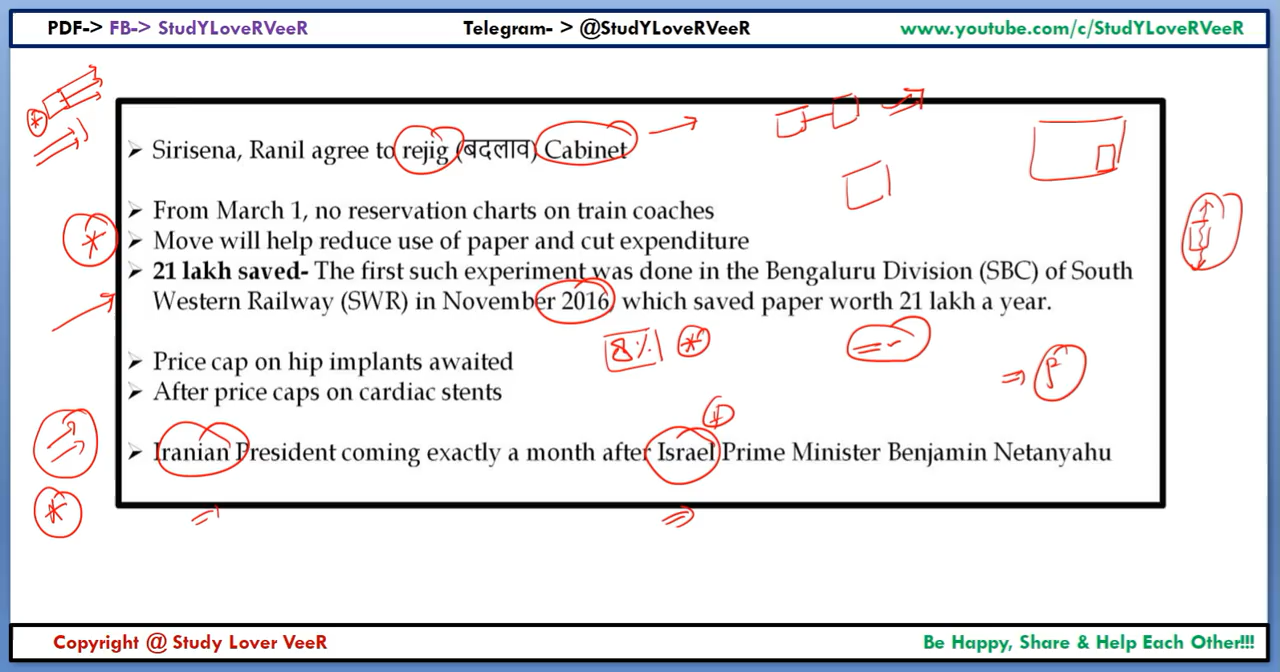 PDF-> FB-> StudYLoveRVeeR Telegram- > @StudYLoveRVeeR www.youtube.com/c/StudYLoveRVeeR
➢ Sirisena, Ranil agree to rejig (बदलाव) Cabinet
➢ From March 1, no reservation charts on train coaches
➢ Move will help reduce use of paper and cut expenditure
➢ 21 lakh saved- The first such experiment was done in the Bengaluru Division (SBC) of South
Western Railway (SWR) in November 2016, which saved paper worth 21 lakh a year.
8%
➢ Price cap on hip implants awaited
➢ After price caps on cardiac stents
➢ Iranian President coming exactly a month after Israel Prime Minister Benjamin Netanyahu
Copyright @ Study Lover VeeR Be Happy, Share & Help Each Other!!!